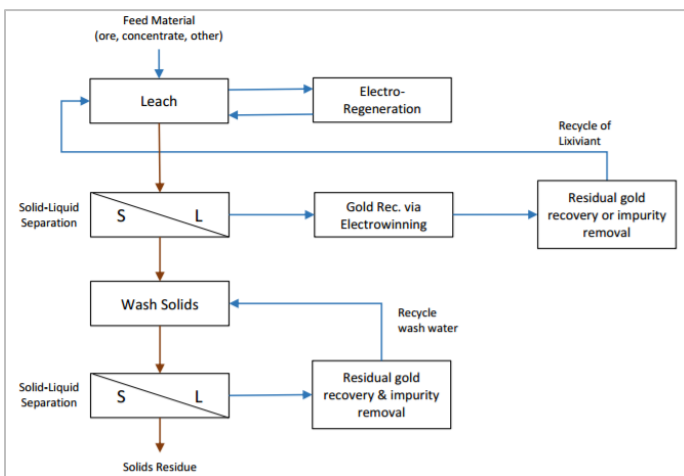 Feed Material
(ore, concentrate, other)
Leach
Electro-
Regeneration
Recycle of
Lixiviant
Solid-Liquid
Separation
S
L
Gold Rec. via
Electrowinning
Residual gold
recovery or impurity
removal
Wash Solids
Recycle
wash water
Solid-Liquid
Separation
S
L
Residual gold
recovery & impurity
removal
Solids Residue